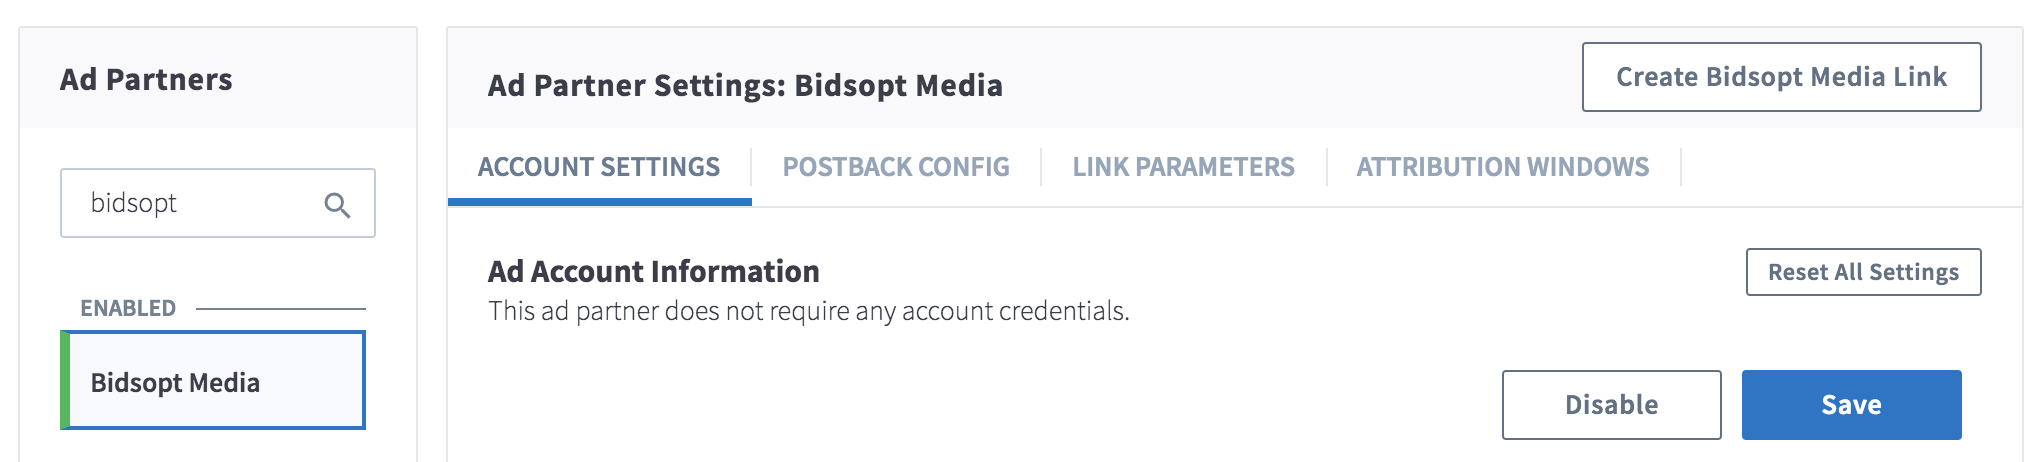 Ad Partners
bidsopt
ENABLED
Bidsopt Media
Ad Partner Settings: Bidsopt Media
Create Bidsopt Media Link
ACCOUNT SETTINGS
POSTBACK CONFIG
LINK PARAMETERS
ATTRIBUTION WINDOWS
Ad Account Information
Reset All Settings
This ad partner does not require any account credentials.
Disable
Save